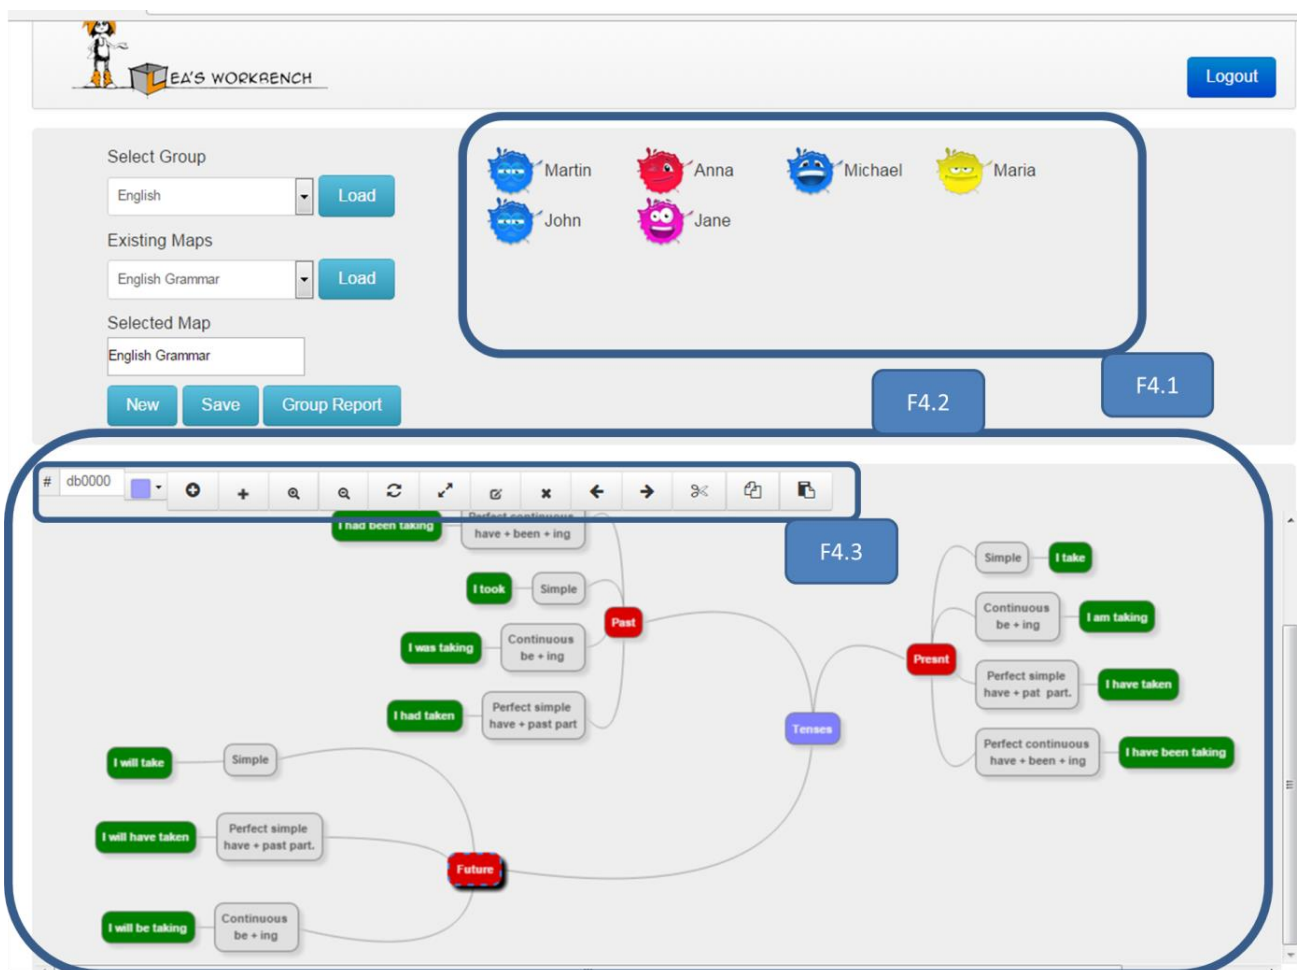 EA'S WORKBENCH
Logout
Select Group
English
Load
Existing Maps
English Grammar
Load
Selected Map
English Grammar
New
Save
Group Report
Martin
Anna
Michael
Maria
John
Jane
F4.1
F4.2
# db0000
F4.3
I had been taking
Perfect continuous
have + been + ing
I took
Simple
I was taking
Continuous
be + ing
I had taken
Perfect simple
have + past part
Past
Tenses
Presnt
Simple
I take
Continuous
be + ing
I am taking
Perfect simple
have + pat part.
I have taken
Perfect continuous
have + been + ing
I have been taking
I will take
Simple
I will have taken
Perfect simple
have + past part.
Future
I will be taking
Continuous
be + ing